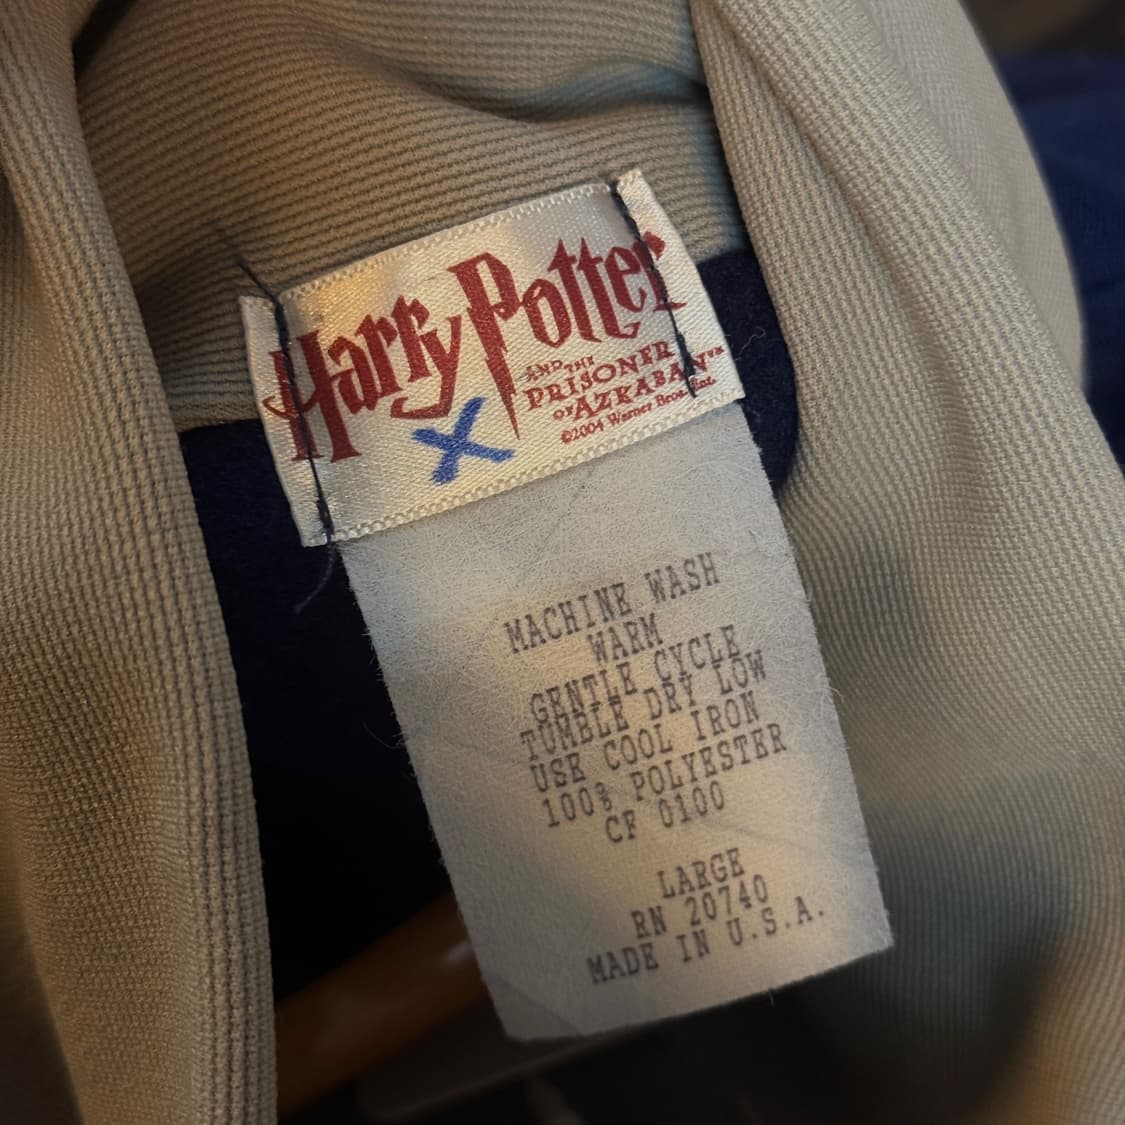 Harry Potter
AND THE
PRISONER
OF AZKABAN™
©2004 Warner Bros. Ent.
X
MACHINE WASH
WARM
GENTLE CYCLE
TUMBLE DRY LOW
USE COOL IRON
100% POLYESTER
CF 0100
LARGE
RN 20740
MADE IN U.S.A.